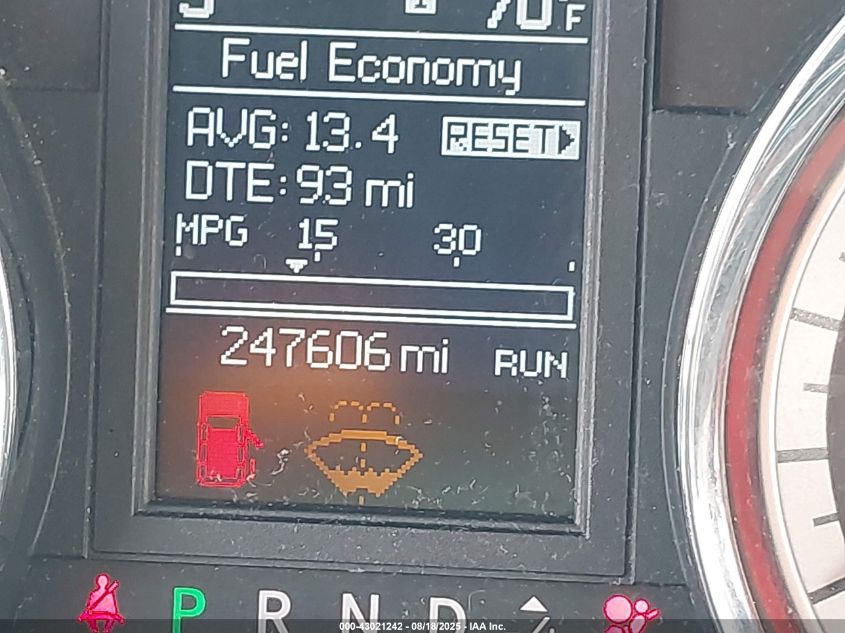 70°F
Fuel Economy
AVG: 13.4 RESET
DTE: 93 mi
MPG 15 30
247606 mi RUN
P R N D
000-43021242 - 08/18/2025 - IAA Inc.